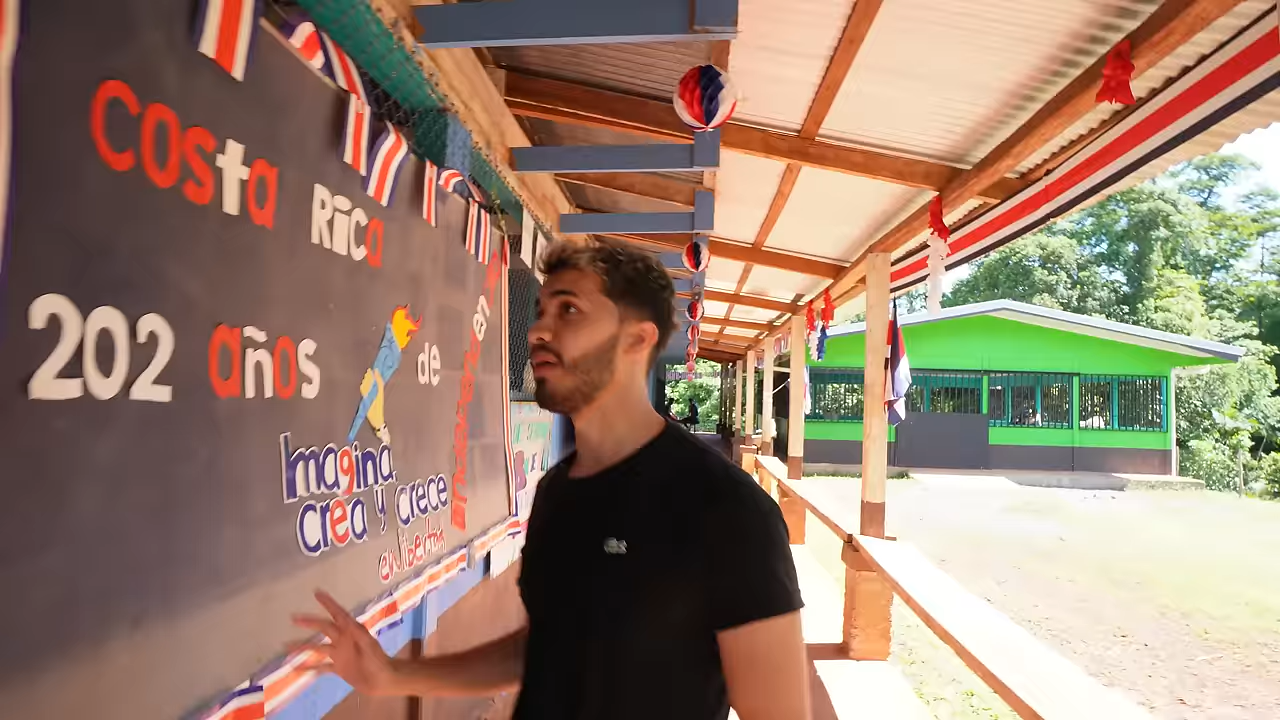 Costa Rica
202 años de
Imagina,
crea y crece
en libertad